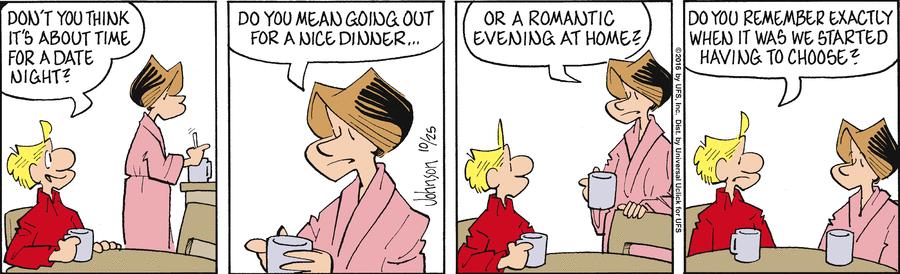 DON'T YOU THINK
IT'S ABOUT TIME
FOR A DATE
NIGHT?
DO YOU MEAN GOING OUT
FOR A NICE DINNER,..
Johnson 10/25
OR A ROMANTIC
EVENING AT HOME?
©2016 by UFS, Inc. Dist. by Universal Uclick for UFS
DO YOU REMEMBER EXACTLY
WHEN IT WAS WE STARTED
HAVING TO CHOOSE?